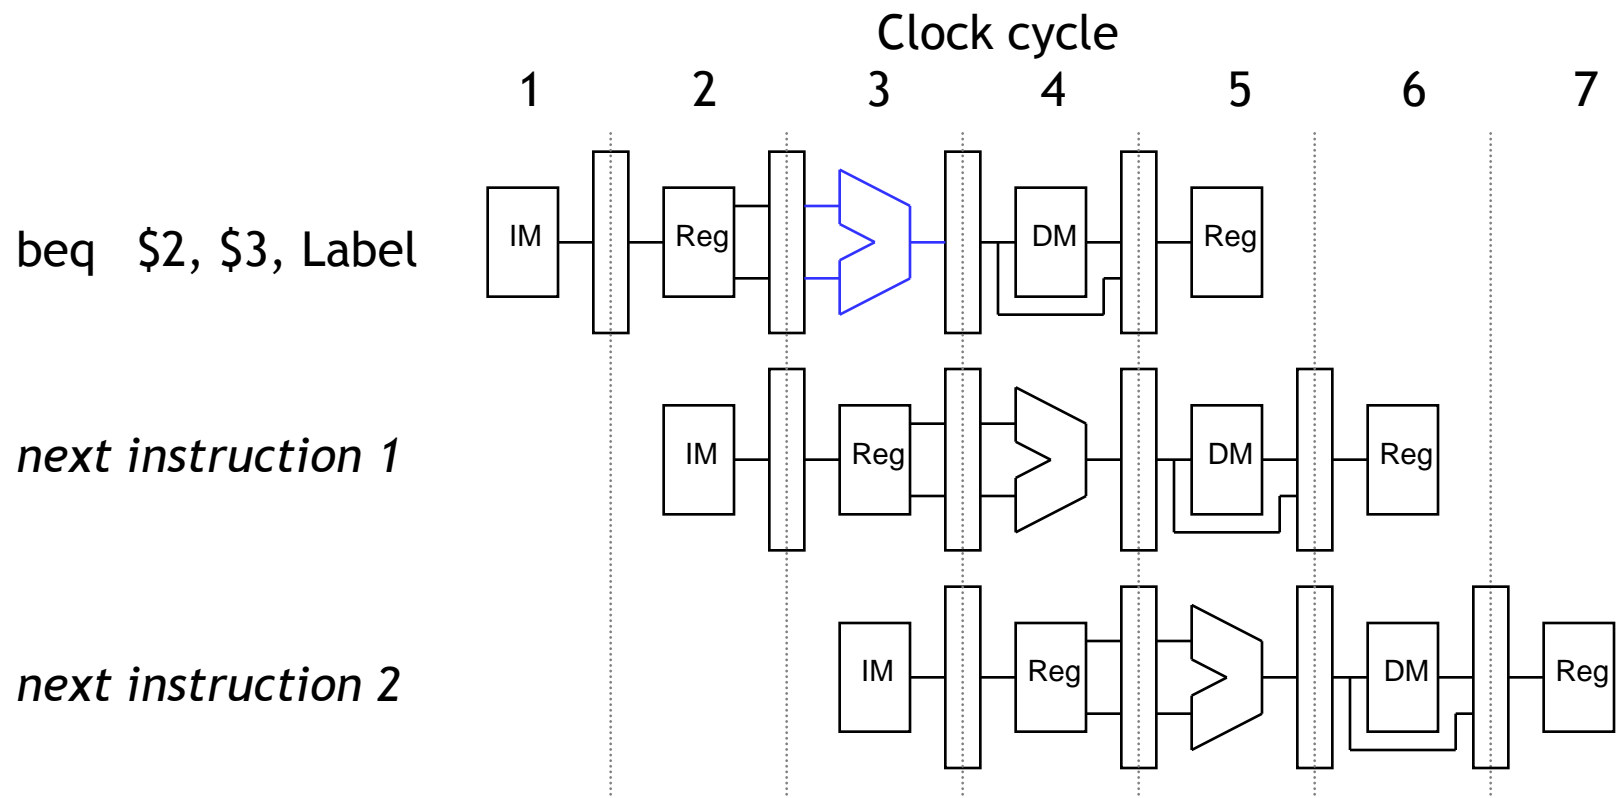 Clock cycle
1 2 3 4 5 6 7
beq $2, $3, Label IM Reg DM Reg
next instruction 1 IM Reg DM Reg
next instruction 2 IM Reg DM Reg